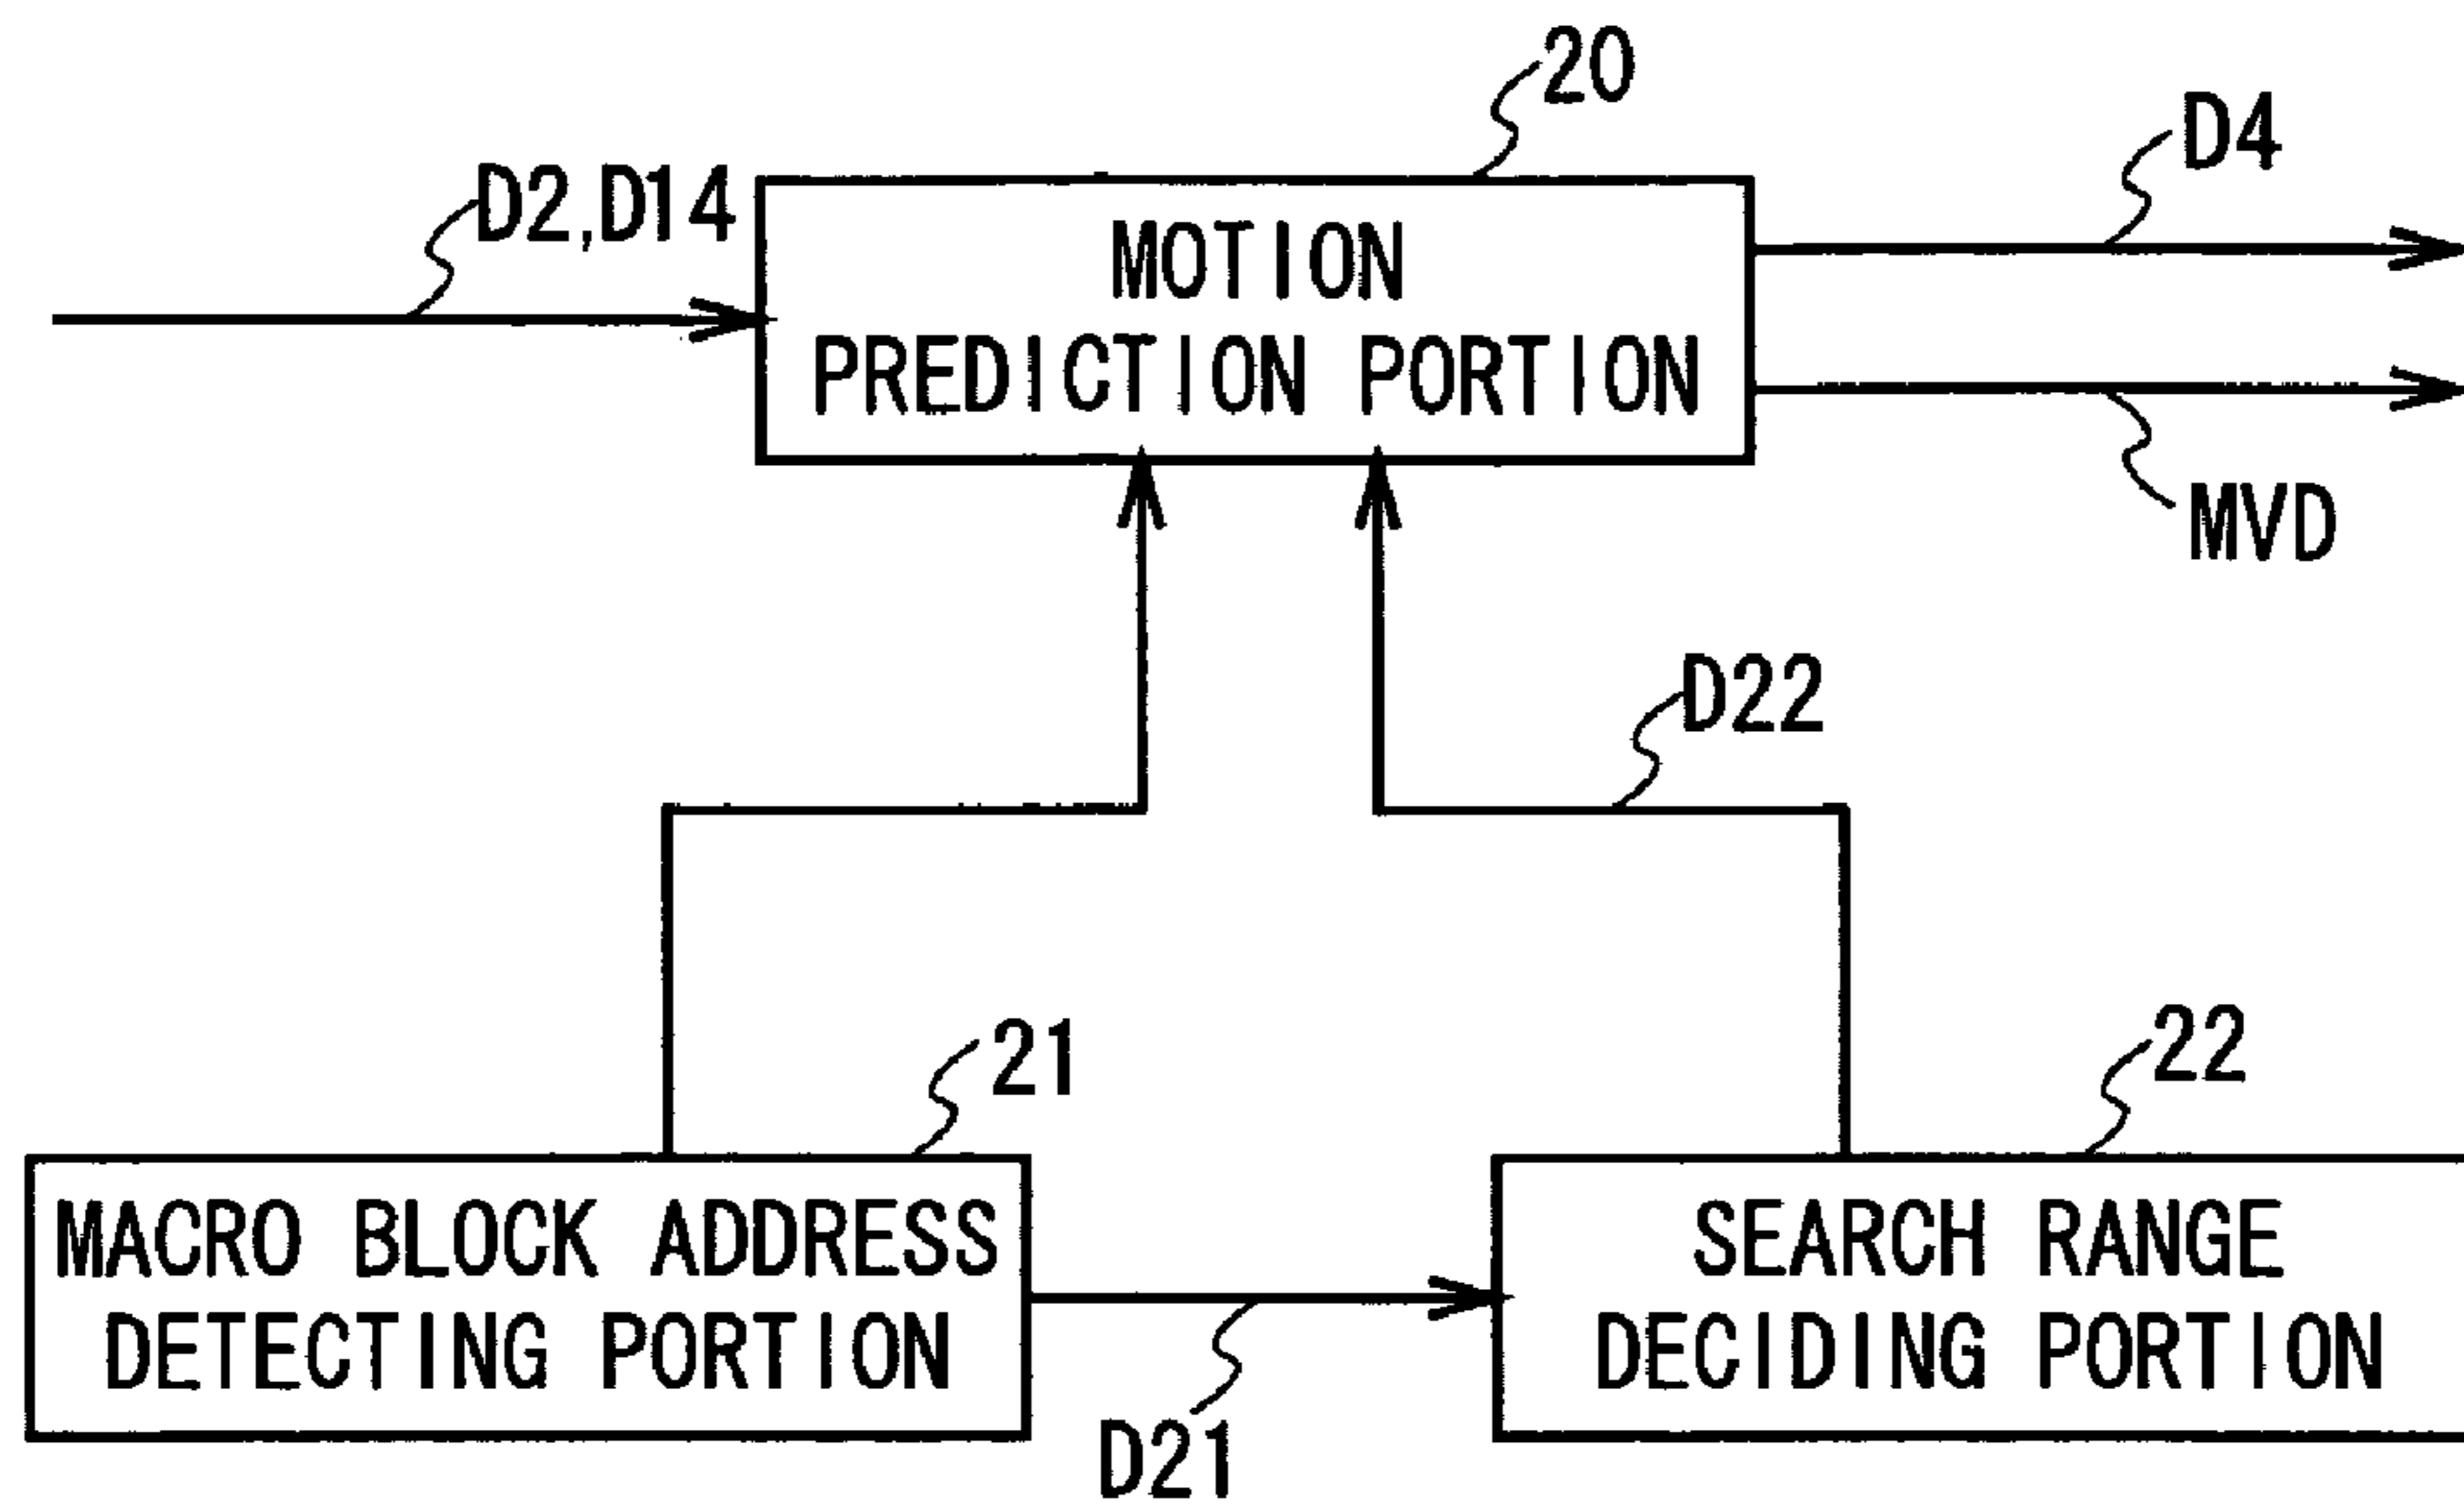 20
D4
D2,D14
MOTION
PREDICTION PORTION
MVD
D22
21
22
MACRO BLOCK ADDRESS
DETECTING PORTION
SEARCH RANGE
DECIDING PORTION
D21